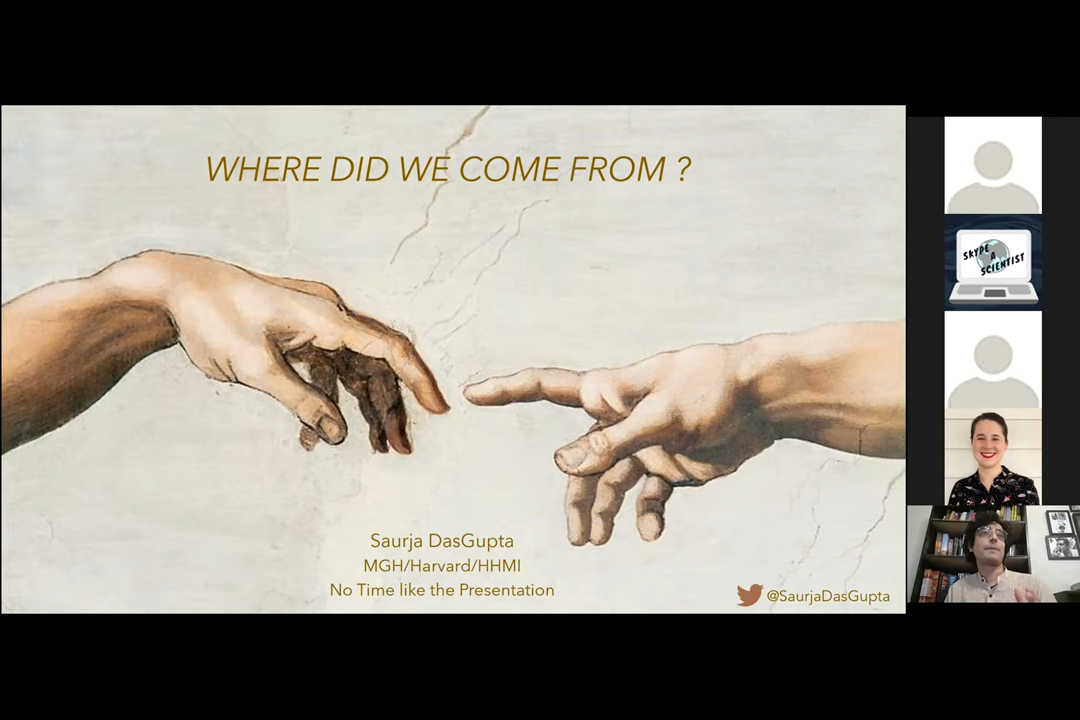 WHERE DID WE COME FROM ?
Saurja DasGupta
MGH/Harvard/HHMI
No Time like the Presentation
@SaurjaDasGupta
SKYPE
A
SCIENTIST